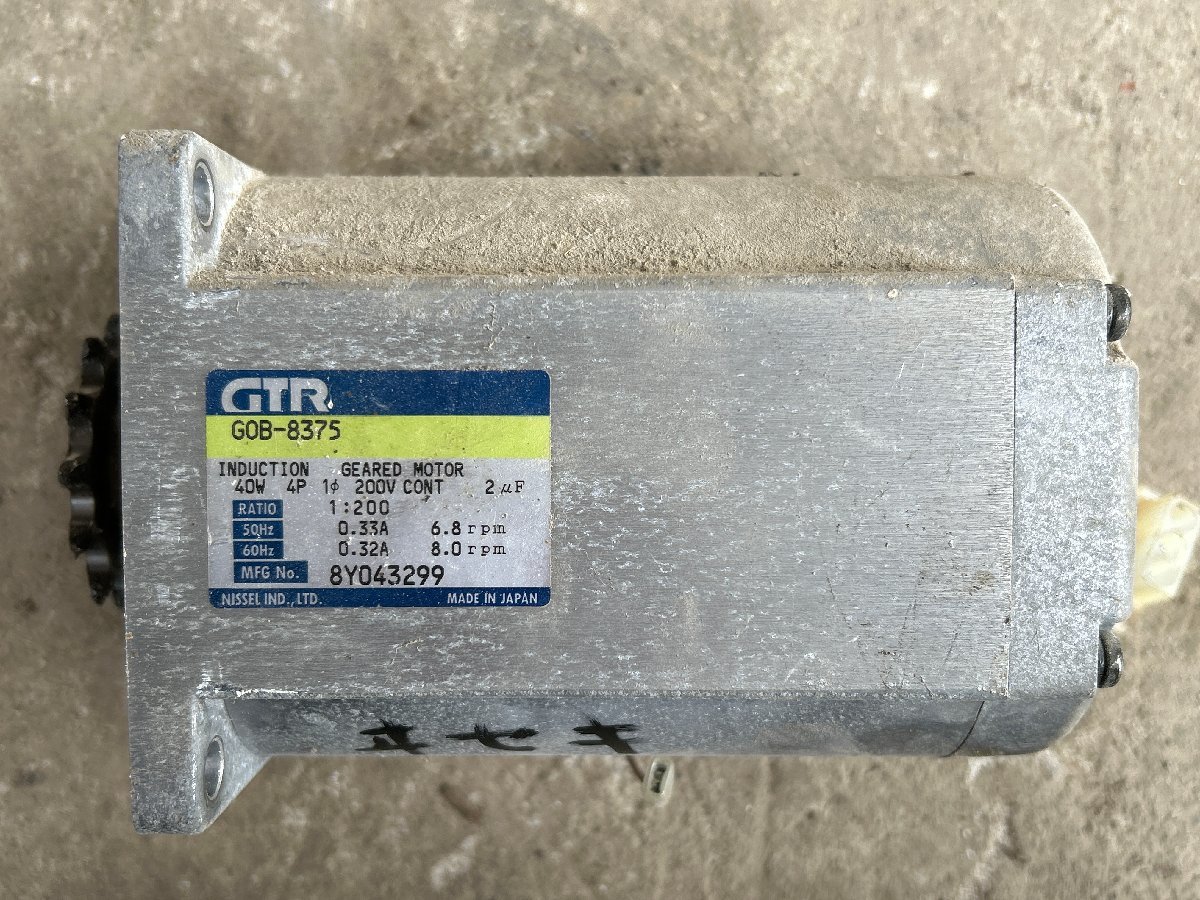 GTR
GOB-8375
INDUCTION GEARED MOTOR
40W 4P 1φ 200V CONT 2μF
RATIO 1:200
50Hz 0.33A 6.8rpm
60Hz 0.32A 8.0rpm
MFG No. 8Y043299
NISSEI IND., LTD. MADE IN JAPAN